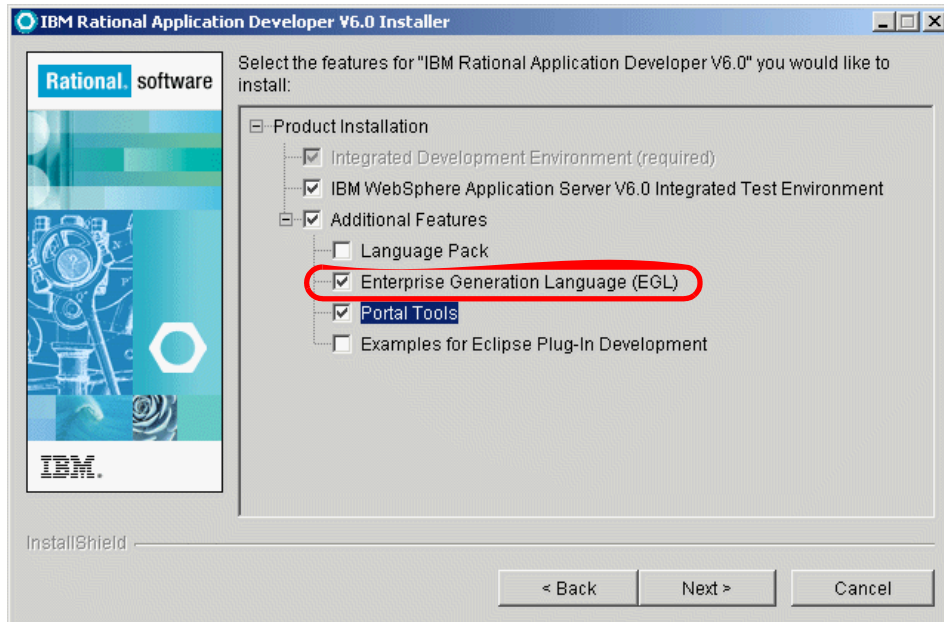 IBM Rational Application Developer V6.0 Installer
Rational. software
Select the features for "IBM Rational Application Developer V6.0" you would like to
install:
Product Installation
Integrated Development Environment (required)
IBM WebSphere Application Server V6.0 Integrated Test Environment
Additional Features
Language Pack
Enterprise Generation Language (EGL)
Portal Tools
Examples for Eclipse Plug-In Development
IBM.
InstallShield
< Back
Next >
Cancel